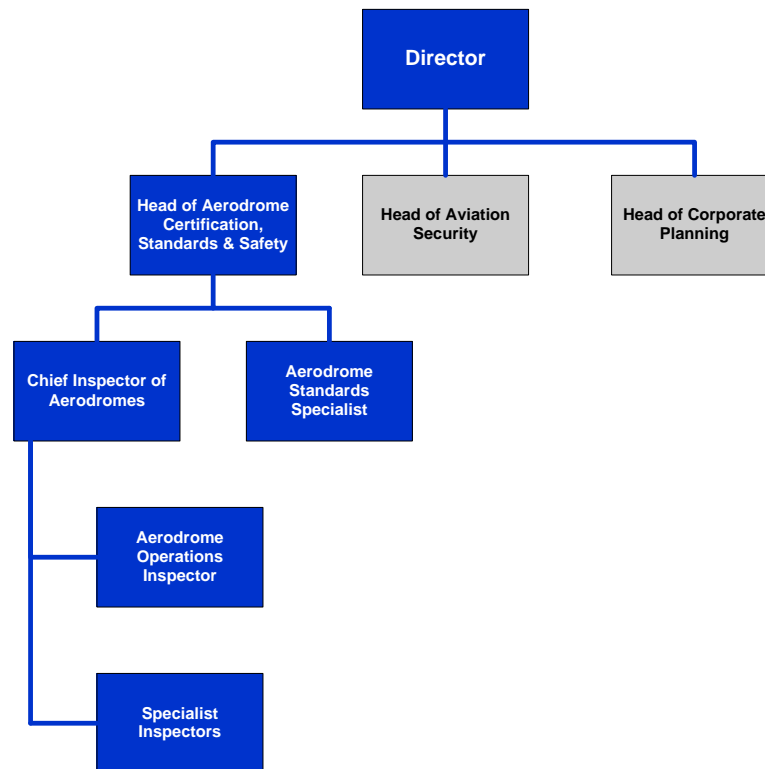 Director
Head of Aerodrome
Certification,
Standards & Safety
Head of Aviation
Security
Head of Corporate
Planning
Chief Inspector of
Aerodromes
Aerodrome
Standards
Specialist
Aerodrome
Operations
Inspector
Specialist
Inspectors